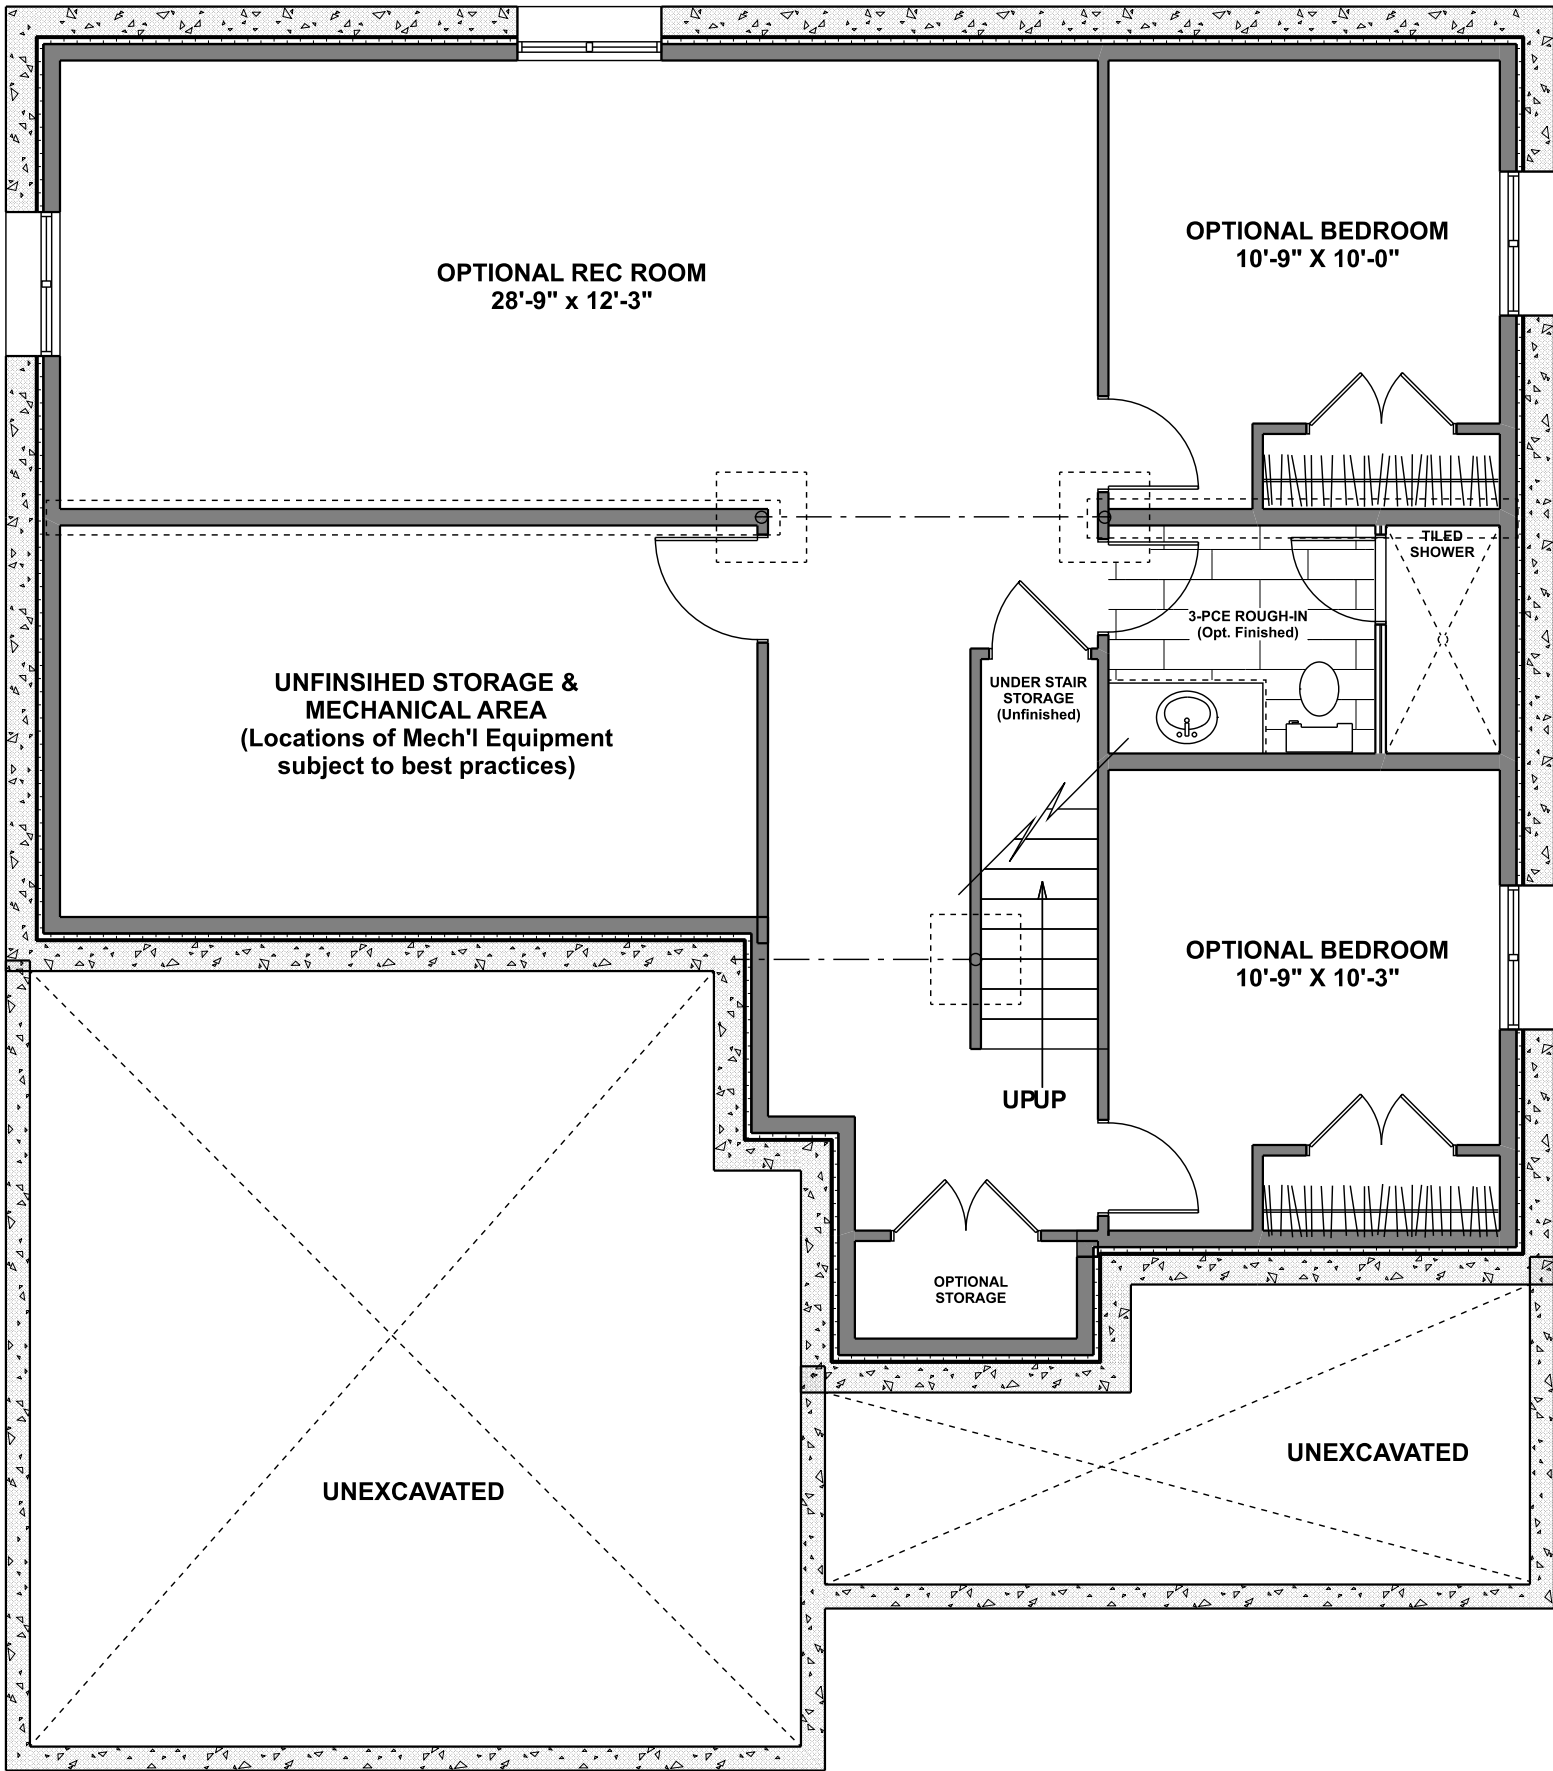 OPTIONAL REC ROOM
28'-9" x 12'-3"
OPTIONAL BEDROOM
10'-9" X 10'-0"
TILED
SHOWER
3-PCE ROUGH-IN
(Opt. Finished)
UNDER STAIR
STORAGE
(Unfinished)
UNFINSIHED STORAGE &
MECHANICAL AREA
(Locations of Mech'l Equipment
subject to best practices)
OPTIONAL BEDROOM
10'-9" X 10'-3"
UP UP
OPTIONAL
STORAGE
UNEXCAVATED
UNEXCAVATED